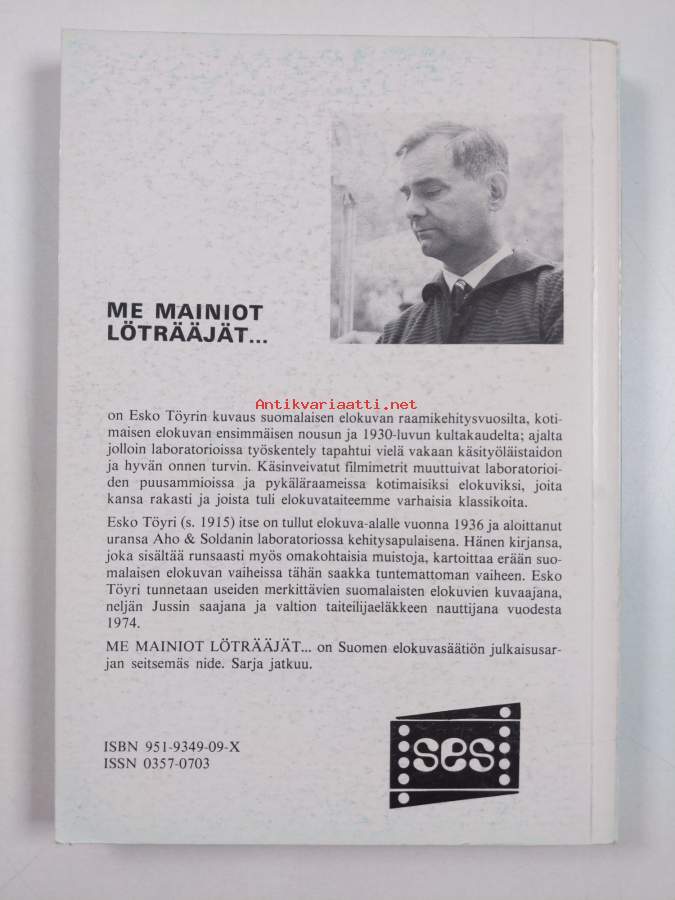 ME MAINIOT
LÖTRÄÄJÄT...
Antikvariaatti.net
on Esko Töyrin kuvaus suomalaisen elokuvan raamikehitysvuosilta, koti-
maisen elokuvan ensimmäisen nousun ja 1930-luvun kultakaudelta; ajalta
jolloin laboratorioissa työskentely tapahtui vielä vakaan käsityöläistaidon
ja hyvän onnen turvin. Käsinveivatut filmimetrit muuttuivat laboratorioi-
den puusammioissa ja pykäläraameissa kotimaisiksi elokuviksi, joita
kansa rakasti ja joista tuli elokuvataiteemme varhaisia klassikoita.
Esko Töyri (s. 1915) itse on tullut elokuva-alalle vuonna 1936 ja aloittanut
uransa Aho & Soldanin laboratoriossa kehitysapulaisena. Hänen kirjansa,
joka sisältää runsaasti myös omakohtaisia muistoja, kartoittaa erään suo-
malaisen elokuvan vaiheissa tähän saakka tuntemattoman vaiheen. Esko
Töyri tunnetaan useiden merkittävien suomalaisten elokuvien kuvaajana,
neljän Jussin saajana ja valtion taiteilijaeläkkeen nauttijana vuodesta
1974.
ME MAINIOT LÖTRÄÄJÄT... on Suomen elokuvasäätiön julkaisusar-
jan seitsemäs nide. Sarja jatkuu.
ISBN 951-9349-09-X
ISSN 0357-0703
ses